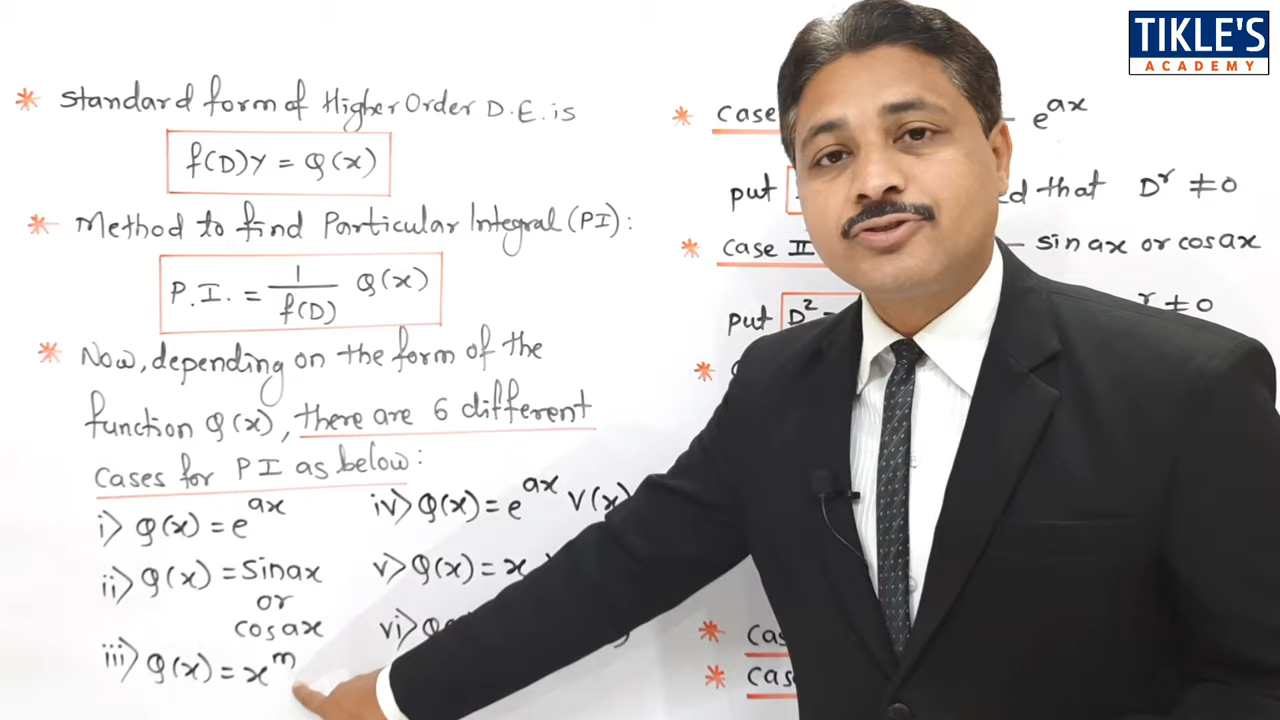 TIKLE'S
ACADEMY
* Standard form of Higher Order D.E. is
f(D)y = Q(x)
* Method to find Particular Integral (PI):
P.I. = 1/f(D) Q(x)
* Now, depending on the form of the
function Q(x), there are 6 different
cases for PI as below:
i) Q(x) = e^ax
ii) Q(x) = sinax
or
cosax
iii) Q(x) = x^m
iv) Q(x) = e^ax V(x)
v) Q(x) = x
vi)
* Case
e^ax
put
that D^r ≠ 0
* Case II
sin ax or cos ax
put D^2
≠ 0
*
*
*